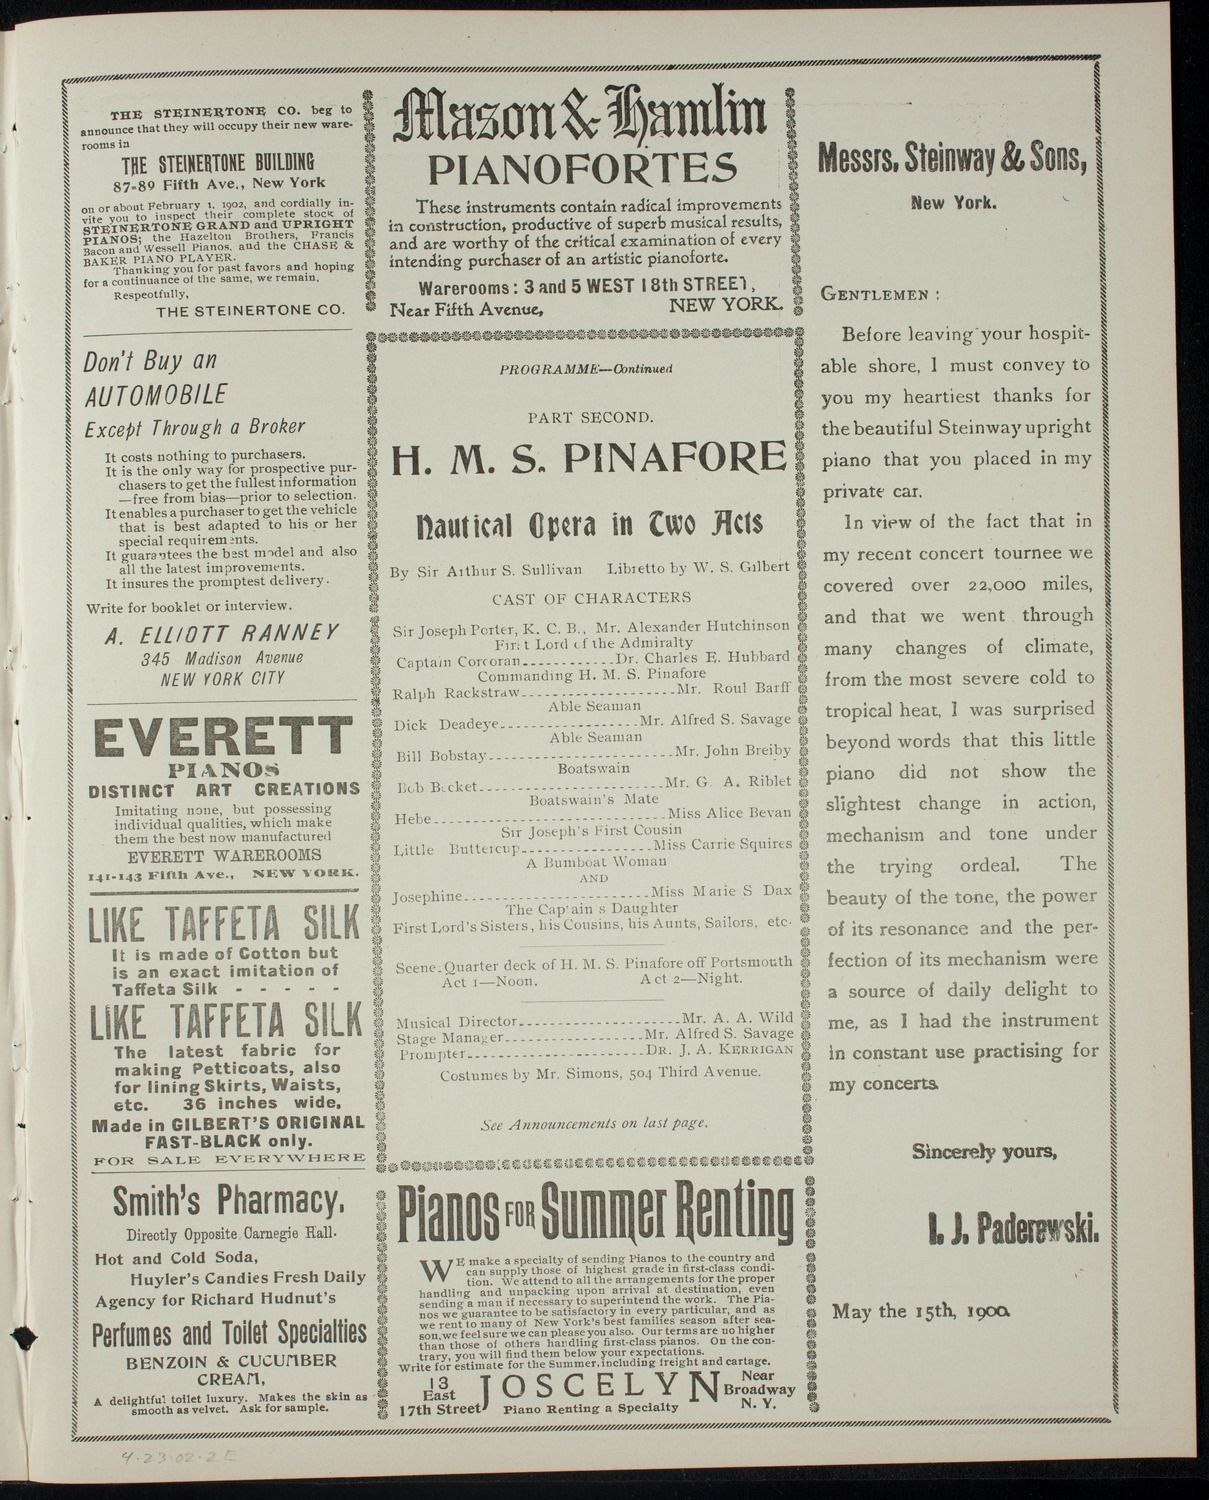 THE STEINERTONE CO. beg to
announce that they will occupy their new ware-
rooms in
THE STEINERTONE BUILDING
87-89 Fifth Ave., New York
on or about February 1, 1902, and cordially in-
vite you to inspect their complete stock of
STEINERTONE GRAND and UPRIGHT
PIANOS; the Hazelton Brothers, Francis
Bacon and Wessell Pianos, and the CHASE &
BAKER PIANO PLAYER.
Thanking you for past favors and hoping
for a continuance of the same, we remain,
Respectfully,
THE STEINERTONE CO.
Don't Buy an
AUTOMOBILE
Except Through a Broker
It costs nothing to purchasers.
It is the only way for prospective pur-
chasers to get the fullest information
—free from bias—prior to selection.
It enables a purchaser to get the vehicle
that is best adapted to his or her
special requirements.
It guarantees the best model and also
all the latest improvements.
It insures the promptest delivery.
Write for booklet or interview.
A. ELLIOTT RANNEY
345 Madison Avenue
NEW YORK CITY
EVERETT
PIANOS
DISTINCT ART CREATIONS
Imitating none, but possessing
individual qualities, which make
them the best now manufactured
EVERETT WAREROOMS
141-143 Fifth Ave., NEW YORK.
LIKE TAFFETA SILK
It is made of Cotton but
is an exact imitation of
Taffeta Silk - - - - -
LIKE TAFFETA SILK
The latest fabric for
making Petticoats, also
for lining Skirts, Waists,
etc. 36 inches wide,
Made in GILBERT'S ORIGINAL
FAST-BLACK only.
FOR SALE EVERYWHERE
Smith's Pharmacy,
Directly Opposite Carnegie Hall.
Hot and Cold Soda,
Huyler's Candies Fresh Daily
Agency for Richard Hudnut's
Perfumes and Toilet Specialties
BENZOIN & CUCUMBER
CREAM,
A delightful toilet luxury. Makes the skin as
smooth as velvet. Ask for sample.
Mason & Hamlin
PIANOFORTES
These instruments contain radical improvements
in construction, productive of superb musical results,
and are worthy of the critical examination of every
intending purchaser of an artistic pianoforte.
Warerooms: 3 and 5 WEST 18th STREET,
Near Fifth Avenue, NEW YORK.
PROGRAMME—Continued
PART SECOND.
H. M. S. PINAFORE
Nautical Opera in Two Acts
By Sir Arthur S. Sullivan Libretto by W. S. Gilbert
CAST OF CHARACTERS
Sir Joseph Porter, K. C. B., Mr. Alexander Hutchinson
First Lord of the Admiralty
Captain Corcoran............Dr. Charles E. Hubbard
Commanding H. M. S. Pinafore
Ralph Rackstraw....................Mr. Roul Barff
Able Seaman
Dick Deadeye..................Mr. Alfred S. Savage
Able Seaman
Bill Bobstay........................Mr. John Breiby
Boatswain
Bob Becket........................Mr. G. A. Riblet
Boatswain's Mate
Hebe...............................Miss Alice Bevan
Sir Joseph's First Cousin
Little Buttercup.................Miss Carrie Squires
A Bumboat Woman
AND
Josephine........................Miss Marie S Dax
The Captain s Daughter
First Lord's Sisters, his Cousins, his Aunts, Sailors, etc.
Scene-Quarter deck of H. M. S. Pinafore off Portsmouth
Act 1—Noon. Act 2—Night.
Musical Director.....................Mr. A. A. Wild
Stage Manager..................Mr. Alfred S. Savage
Prompter.......................DR. J. A. KERRIGAN
Costumes by Mr. Simons, 504 Third Avenue.
See Announcements on last page.
Pianos FOR Summer Renting
WE make a specialty of sending Pianos to the country and
can supply those of highest grade in first-class condi-
tion. We attend to all the arrangements for the proper
handling and unpacking upon arrival at destination, even
sending a man if necessary to superintend the work. The Pia-
nos we guarantee to be satisfactory in every particular, and as
we rent to many of New York's best families season after sea-
son, we feel sure we can please you also. Our terms are no higher
than those of others handling first-class pianos. On the con-
trary, you will find them below your expectations.
Write for estimate for the Summer, including freight and cartage.
13
East
17th Street
JOSCELYN
Piano Renting a Specialty
Near
Broadway
N. Y.
Messrs. Steinway & Sons,
New York.
GENTLEMEN:
Before leaving your hospit-
able shore, I must convey to
you my heartiest thanks for
the beautiful Steinway upright
piano that you placed in my
private car.
In view of the fact that in
my recent concert tournee we
covered over 22,000 miles,
and that we went through
many changes of climate,
from the most severe cold to
tropical heat, I was surprised
beyond words that this little
piano did not show the
slightest change in action,
mechanism and tone under
the trying ordeal. The
beauty of the tone, the power
of its resonance and the per-
fection of its mechanism were
a source of daily delight to
me, as I had the instrument
in constant use practising for
my concerts.
Sincerely yours,
I. J. Paderewski.
May the 15th, 1900.
4.23.02.2E